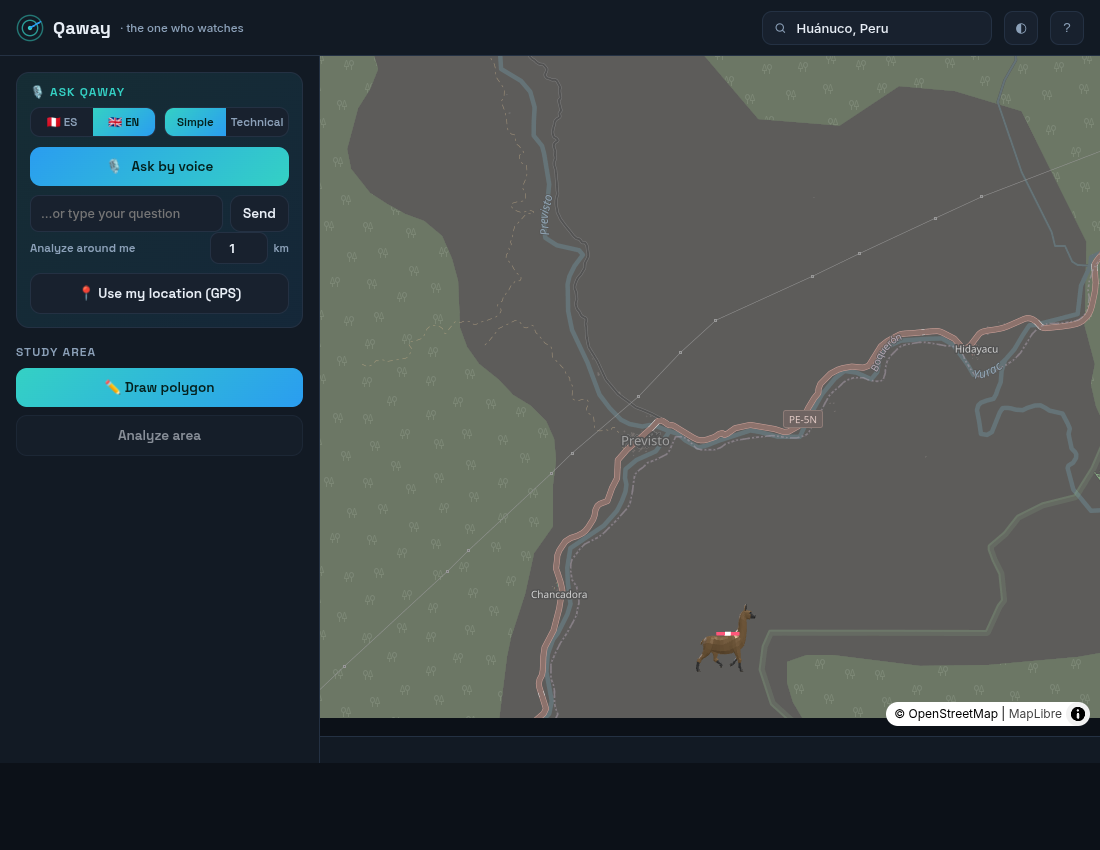 Qaway · the one who watches
Huánuco, Peru
?
ASK QAWAY
ES
EN
Simple
Technical
Ask by voice
...or type your question
Send
Analyze around me
1
km
Use my location (GPS)
STUDY AREA
Draw polygon
Analyze area
Previsto
Boquerón
Hidayacu
Yurac
PE-5N
Previsto
Chancadora
© OpenStreetMap | MapLibre